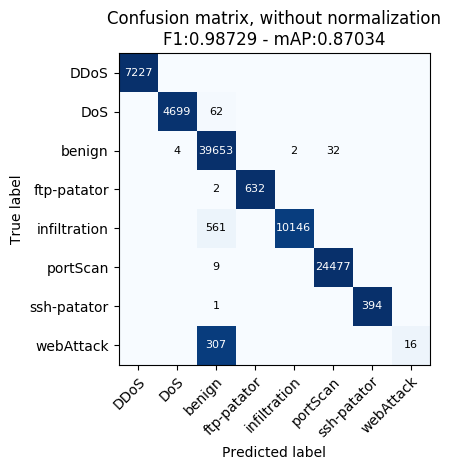 Confusion matrix, without normalization
F1:0.98729 - mAP:0.87034
DDoS 7227
DoS 4699 62
benign 4 39653 2 32
ftp-patator 2 632
infiltration 561 10146
portScan 9 24477
ssh-patator 1 394
webAttack 307 16
True label
DDoS DoS benign ftp-patator infiltration portScan ssh-patator webAttack
Predicted label